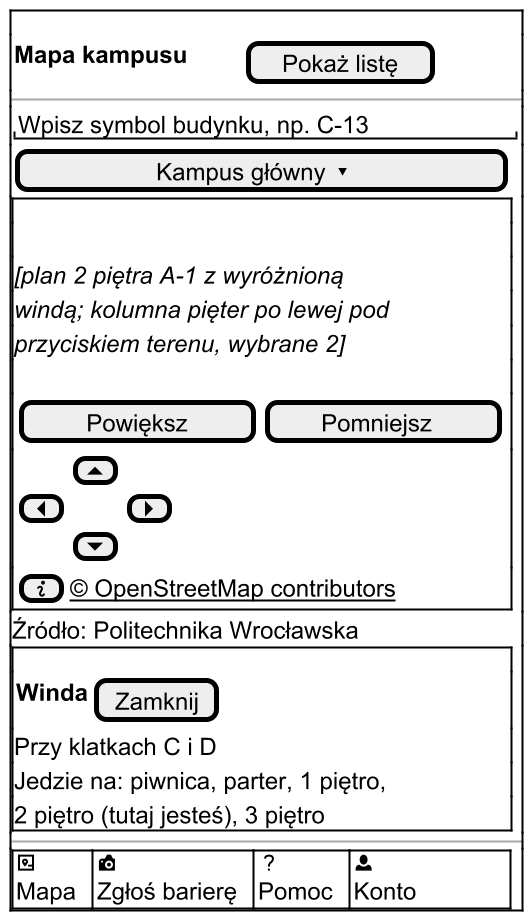 Mapa kampusu
Pokaż listę
Wpisz symbol budynku, np. C-13
Kampus główny ▾
[plan 2 piętra A-1 z wyróżnioną
windą; kolumna pięter po lewej pod
przyciskiem terenu, wybrane 2]
Powiększ
Pomniejsz
i © OpenStreetMap contributors
Źródło: Politechnika Wrocławska
Winda
Zamknij
Przy klatkach C i D
Jedzie na: piwnica, parter, 1 piętro,
2 piętro (tutaj jesteś), 3 piętro
Mapa
Zgłoś barierę
?
Pomoc
Konto